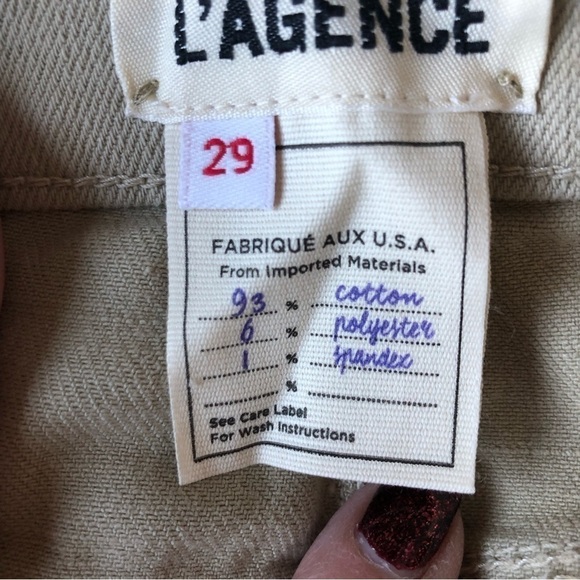 L'AGENCE
29
FABRIQUÉ AUX U.S.A.
From Imported Materials
93 % cotton
6 % polyester
1 % spandex
%
See Care Label
For Wash Instructions